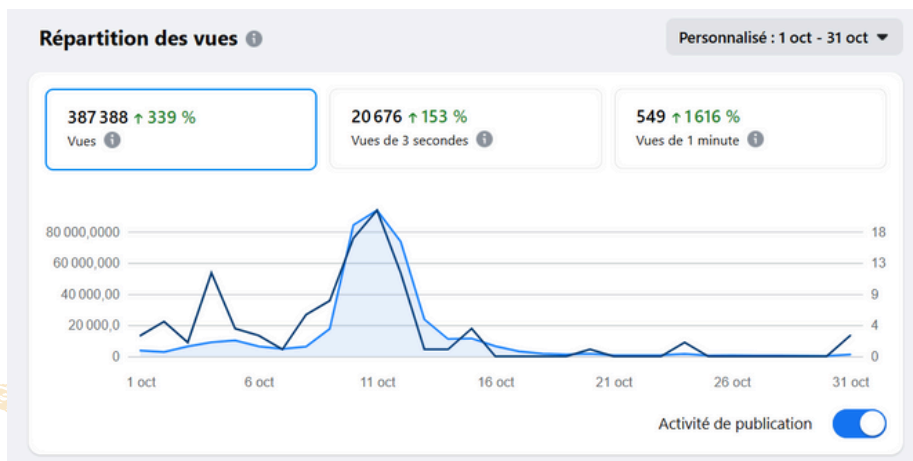 Répartition des vues
Personnalisé : 1 oct - 31 oct
387 388 ↑ 339 %
Vues
20 676 ↑ 153 %
Vues de 3 secondes
549 ↑ 1 616 %
Vues de 1 minute
80 000,0000
60 000,000
40 000,00
20 000,0
0
18
13
9
4
0
1 oct
6 oct
11 oct
16 oct
21 oct
26 oct
31 oct
Activité de publication